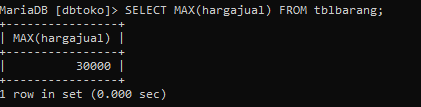 MariaDB [dbtoko]> SELECT MAX(hargajual) FROM tblbarang;
+----------------+
| MAX(hargajual) |
+----------------+
|          30000 |
+----------------+
1 row in set (0.000 sec)